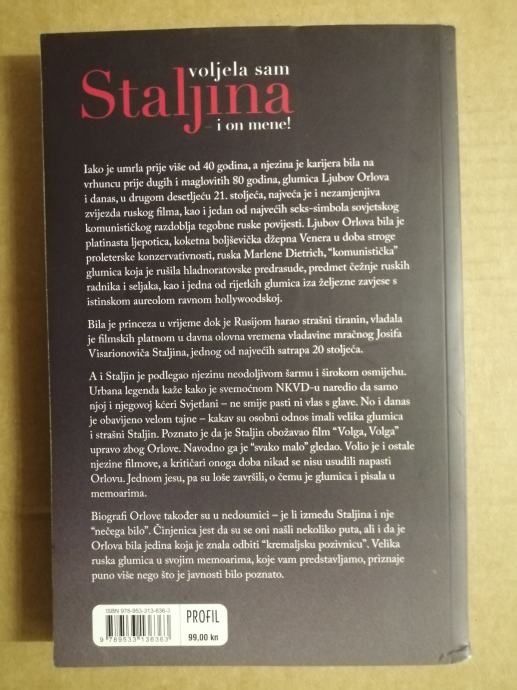 voljela sam
Staljina
– i on mene!
Iako je umrla prije više od 40 godina, a njezina je karijera bila na
vrhuncu prije dugih i maglovitih 80 godina, glumica Ljubov Orlova
i danas, u drugom desetljeću 21. stoljeća, najveća je i nezamjenjiva
zvijezda ruskog filma, kao i jedan od najvećih seks-simbola sovjetskog
komunističkog razdoblja tegobne ruske povijesti. Ljubov Orlova bila je
platinasta ljepotica, koketna boljševička džepna Venera u doba stroge
proleterske konzervativnosti, ruska Marlene Dietrich, “komunistička”
glumica koja je rušila hladnoratovske predrasude, predmet čežnje ruskih
radnika i seljaka, kao i jedna od rijetkih glumica iza željezne zavjese s
istinskom aureolom ravnom hollywoodskoj.
Bila je princeza u vrijeme dok je Rusijom harao strašni tiranin, vladala
je filmskih platnom u davna olovna vremena vladavine mračnog Josifa
Visarionoviča Staljina, jednog od najvećih satrapa 20 stoljeća.
A i Staljin je podlegao njezinu neodoljivom šarmu i širokom osmijehu.
Urbana legenda kaže kako je svemoćnom NKVD-u naredio da samo
njoj i njegovoj kćeri Svjetlani – ne smije pasti ni vlas s glave. No i danas
je obavijeno velom tajne – kakav su osobni odnos imali velika glumica
i strašni Staljin. Poznato je da je Staljin obožavao film “Volga, Volga”
upravo zbog Orlove. Navodno ga je “svako malo” gledao. Volio je i ostale
njezine filmove, a kritičari onoga doba nikad se nisu usudili napasti
Orlovu. Jednom jesu, pa su loše završili, o čemu je glumica i pisala u
memoarima.
Biografi Orlove također su u nedoumici – je li između Staljina i nje
“nečega bilo”. Činjenica jest da su se oni našli nekoliko puta, ali i da je
Orlova bila jedina koja je znala odbiti “kremaljsku pozivnicu”. Velika
ruska glumica u svojim memoarima, koje vam predstavljamo, priznaje
puno više nego što je javnosti bilo poznato.
ISBN 978-953-313-636-3
9789533136363
PROFIL
99,00 kn